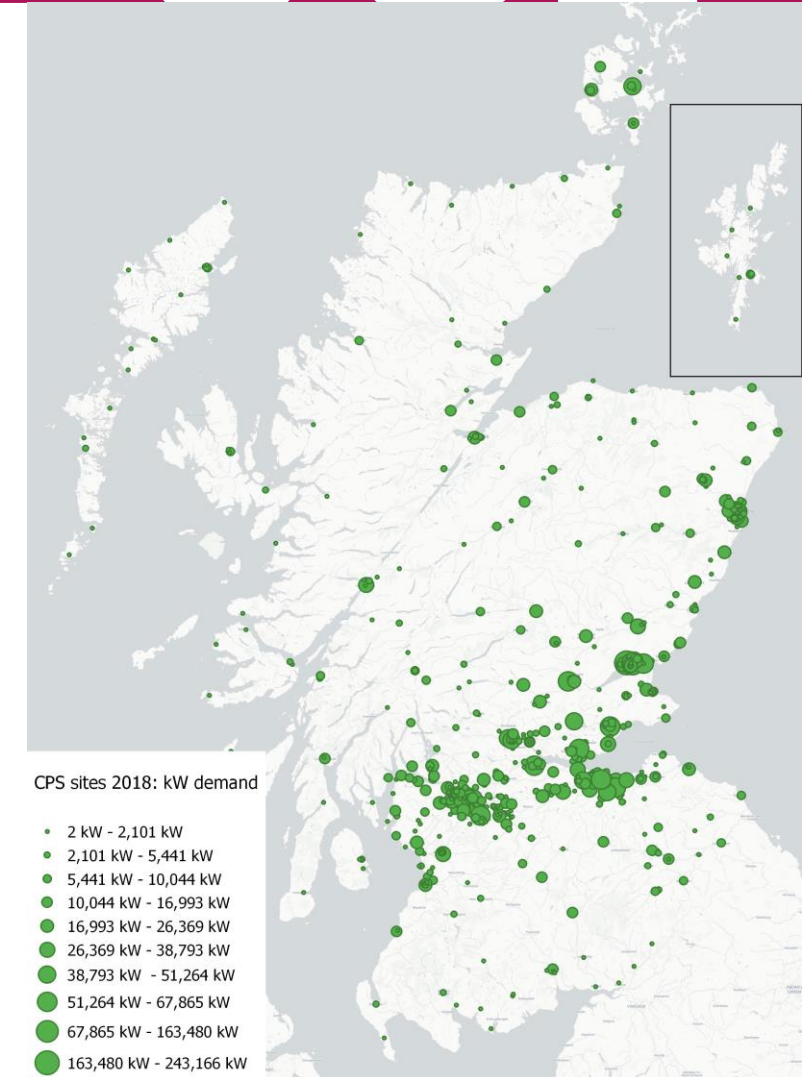 CPS sites 2018: kW demand
2 kW - 2,101 kW
2,101 kW - 5,441 kW
5,441 kW - 10,044 kW
10,044 kW - 16,993 kW
16,993 kW - 26,369 kW
26,369 kW - 38,793 kW
38,793 kW - 51,264 kW
51,264 kW - 67,865 kW
67,865 kW - 163,480 kW
163,480 kW - 243,166 kW